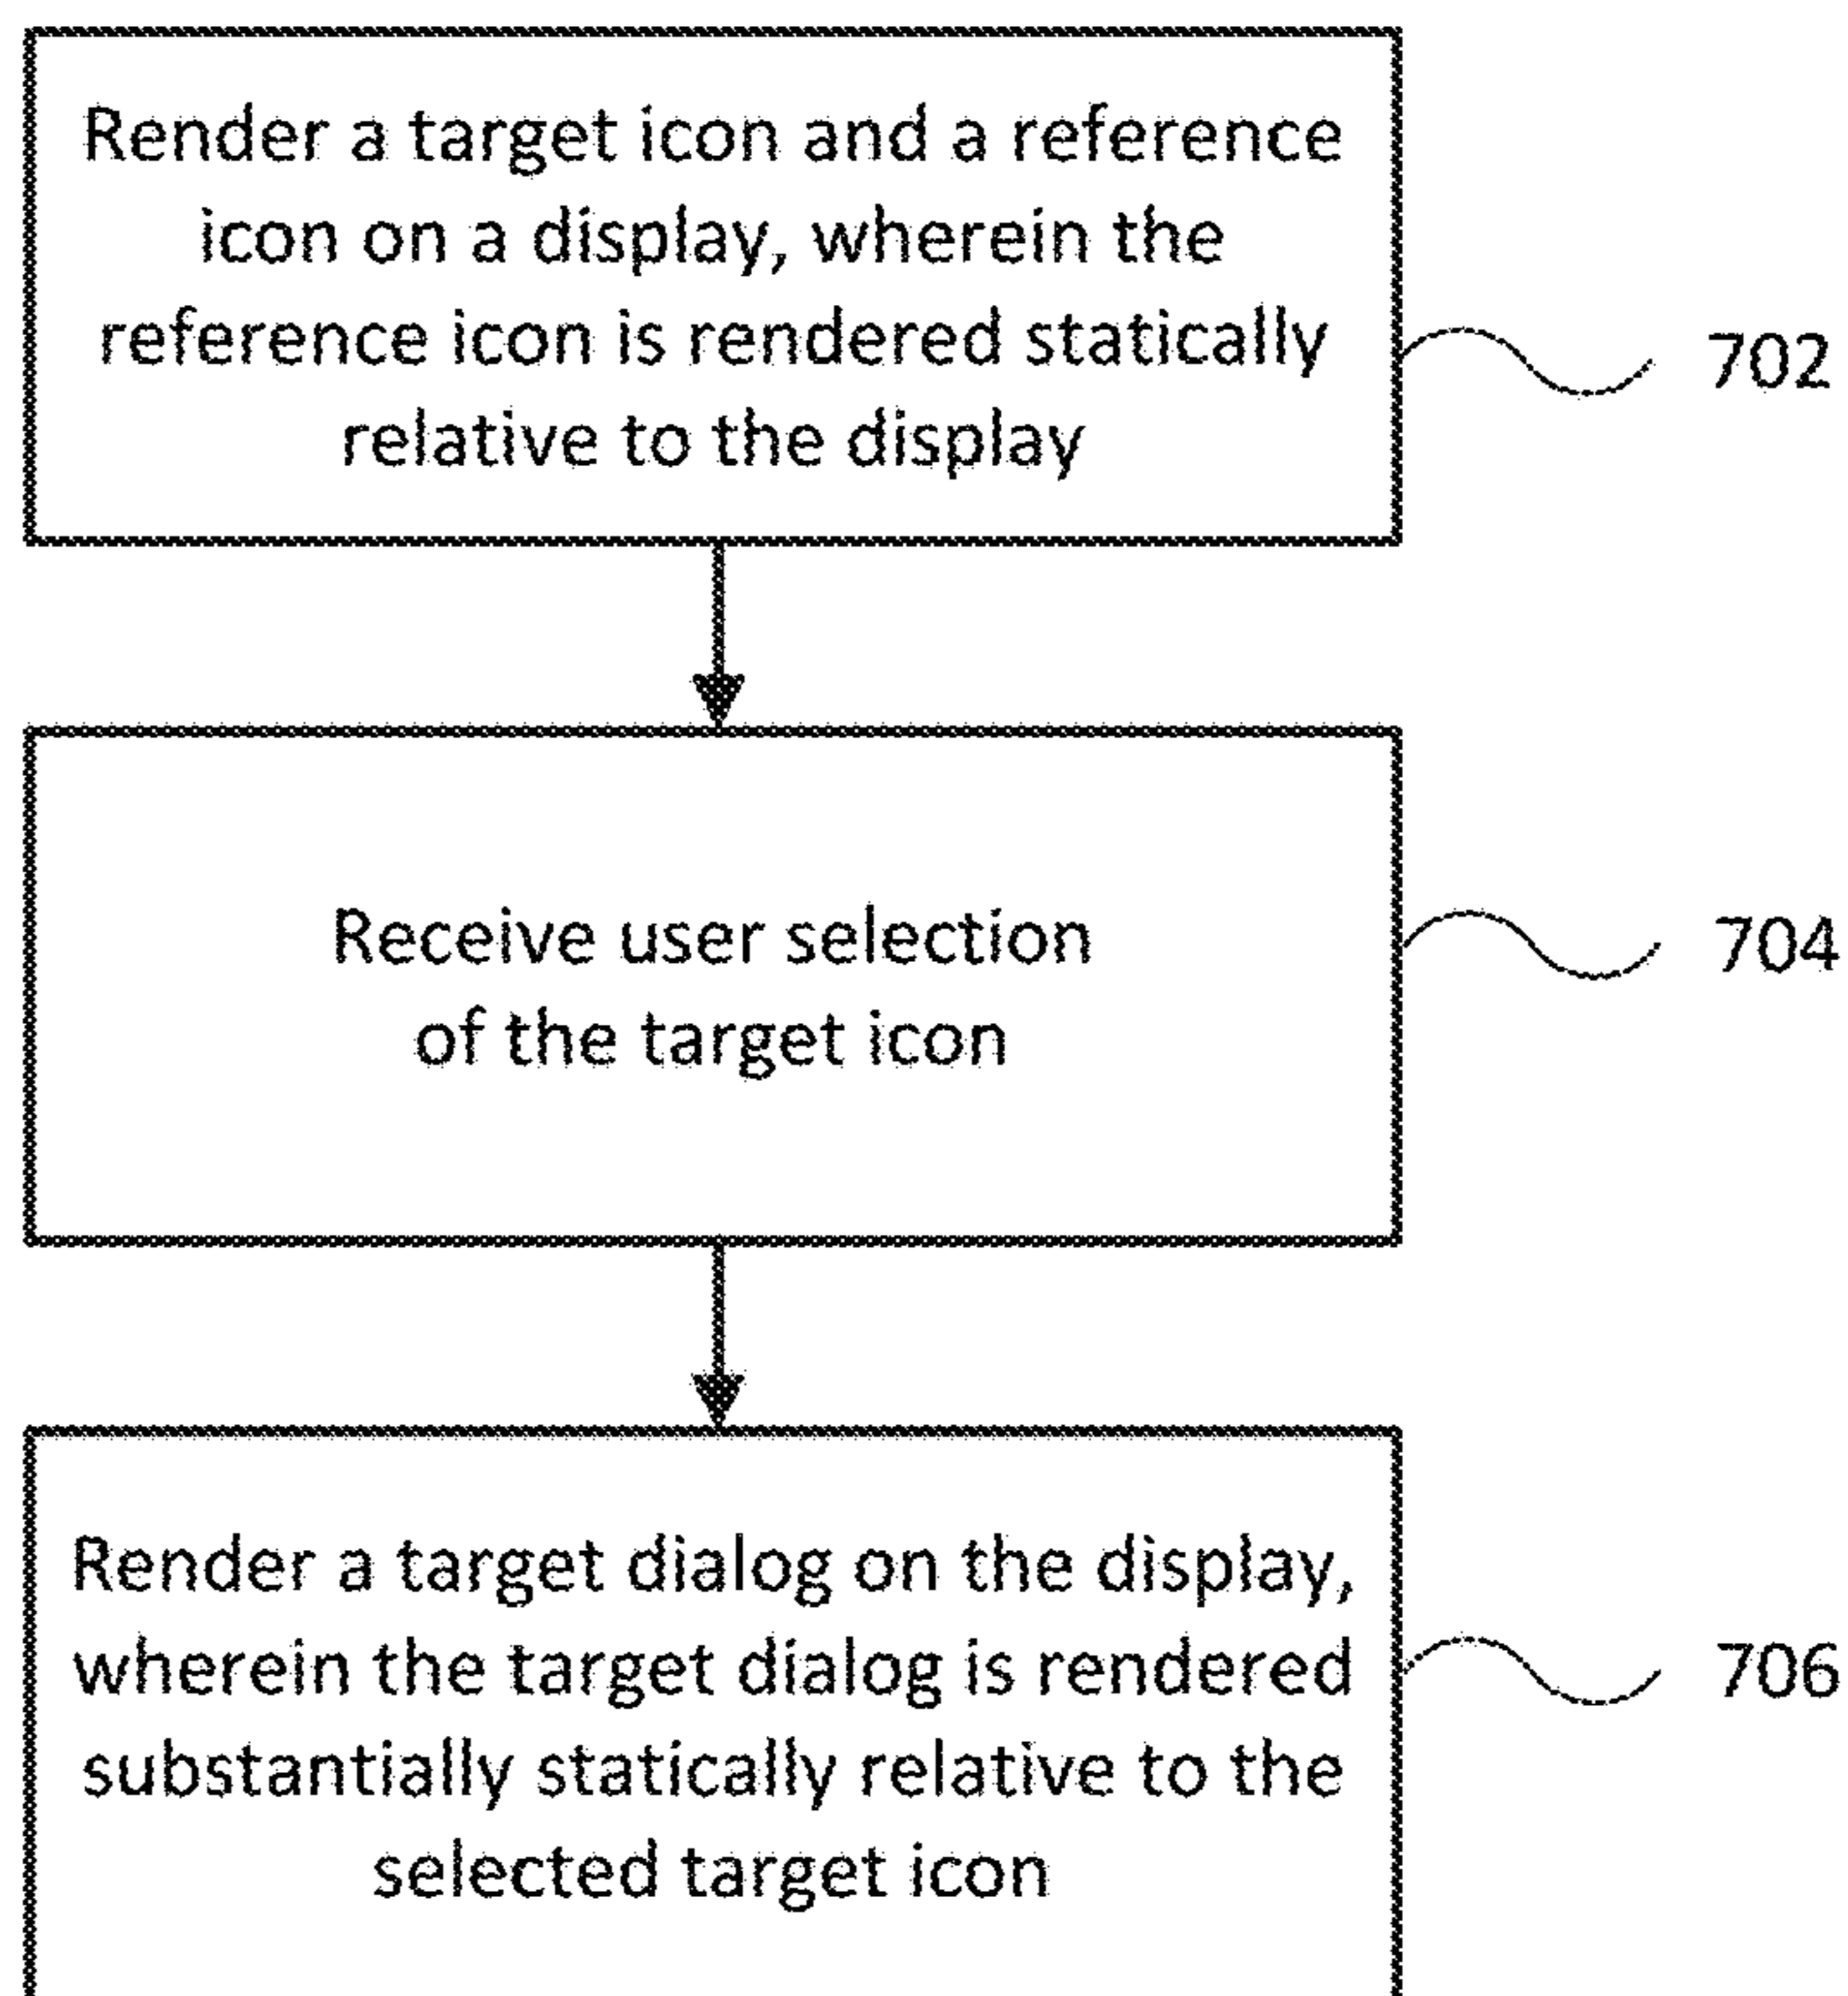 Render a target icon and a reference
icon on a display, wherein the
reference icon is rendered statically
relative to the display
702
Receive user selection
of the target icon
704
Render a target dialog on the display,
wherein the target dialog is rendered
substantially statically relative to the
selected target icon
706